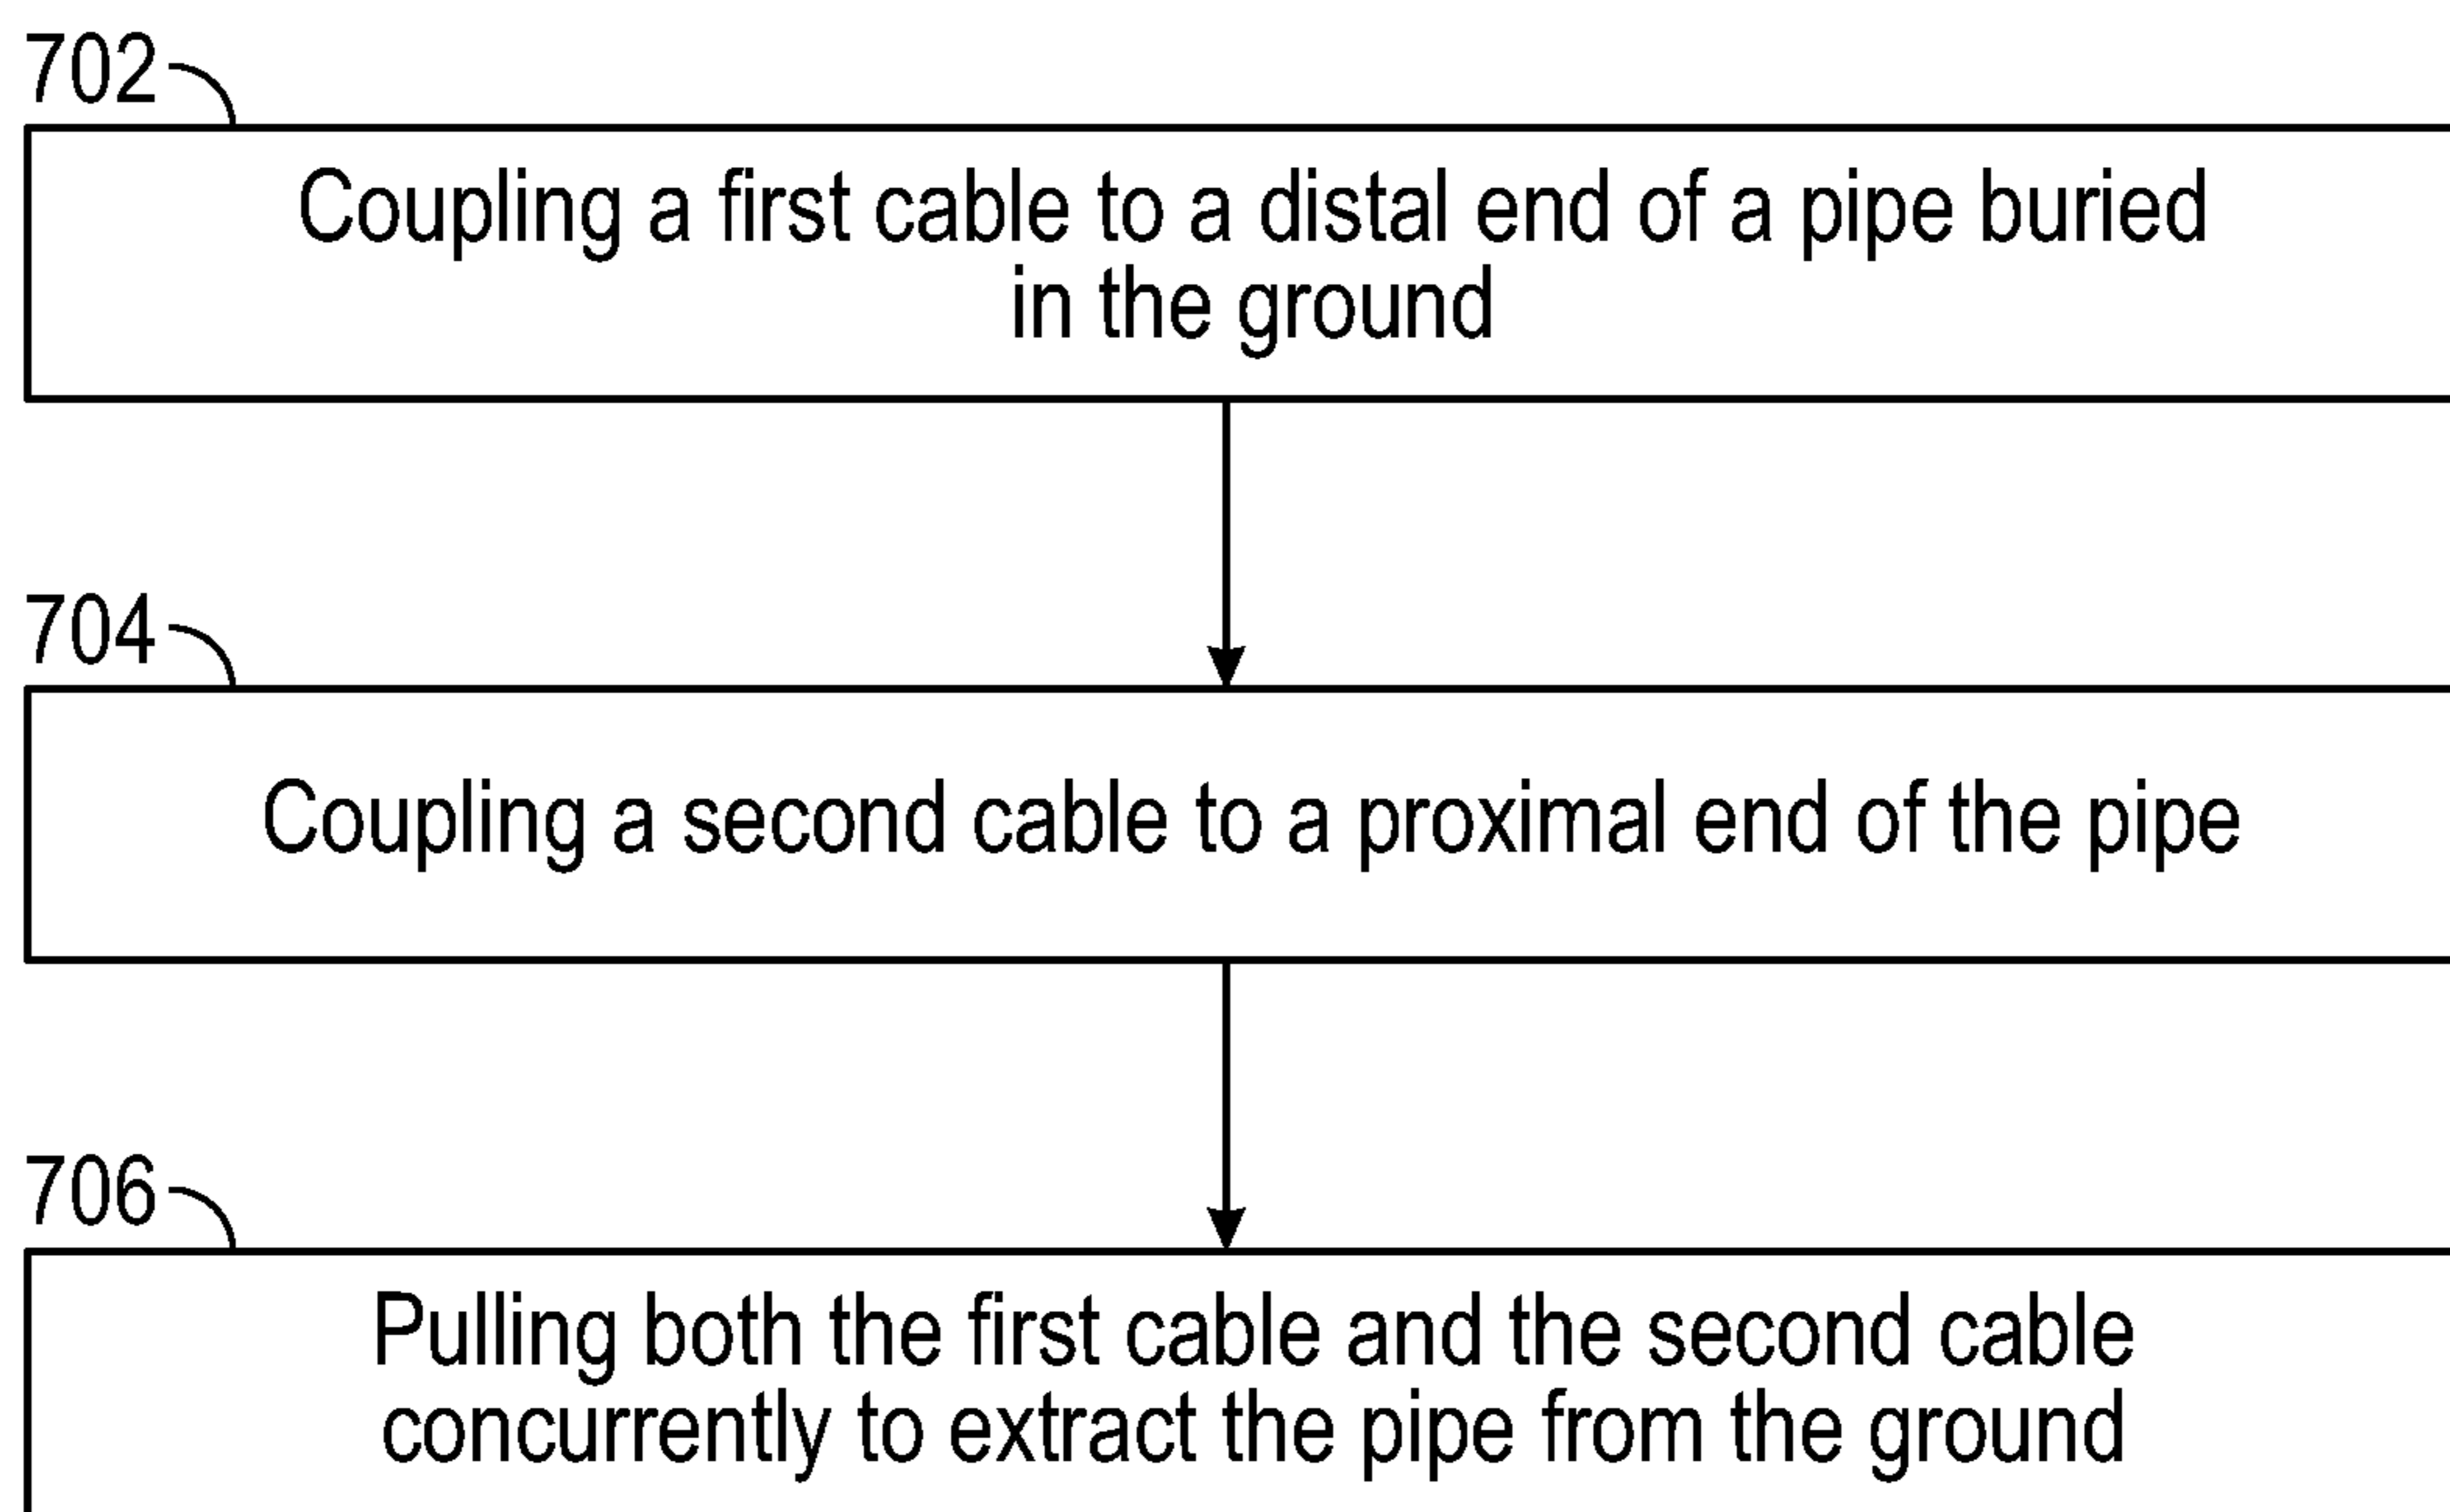 702
Coupling a first cable to a distal end of a pipe buried
in the ground
704
Coupling a second cable to a proximal end of the pipe
706
Pulling both the first cable and the second cable
concurrently to extract the pipe from the ground